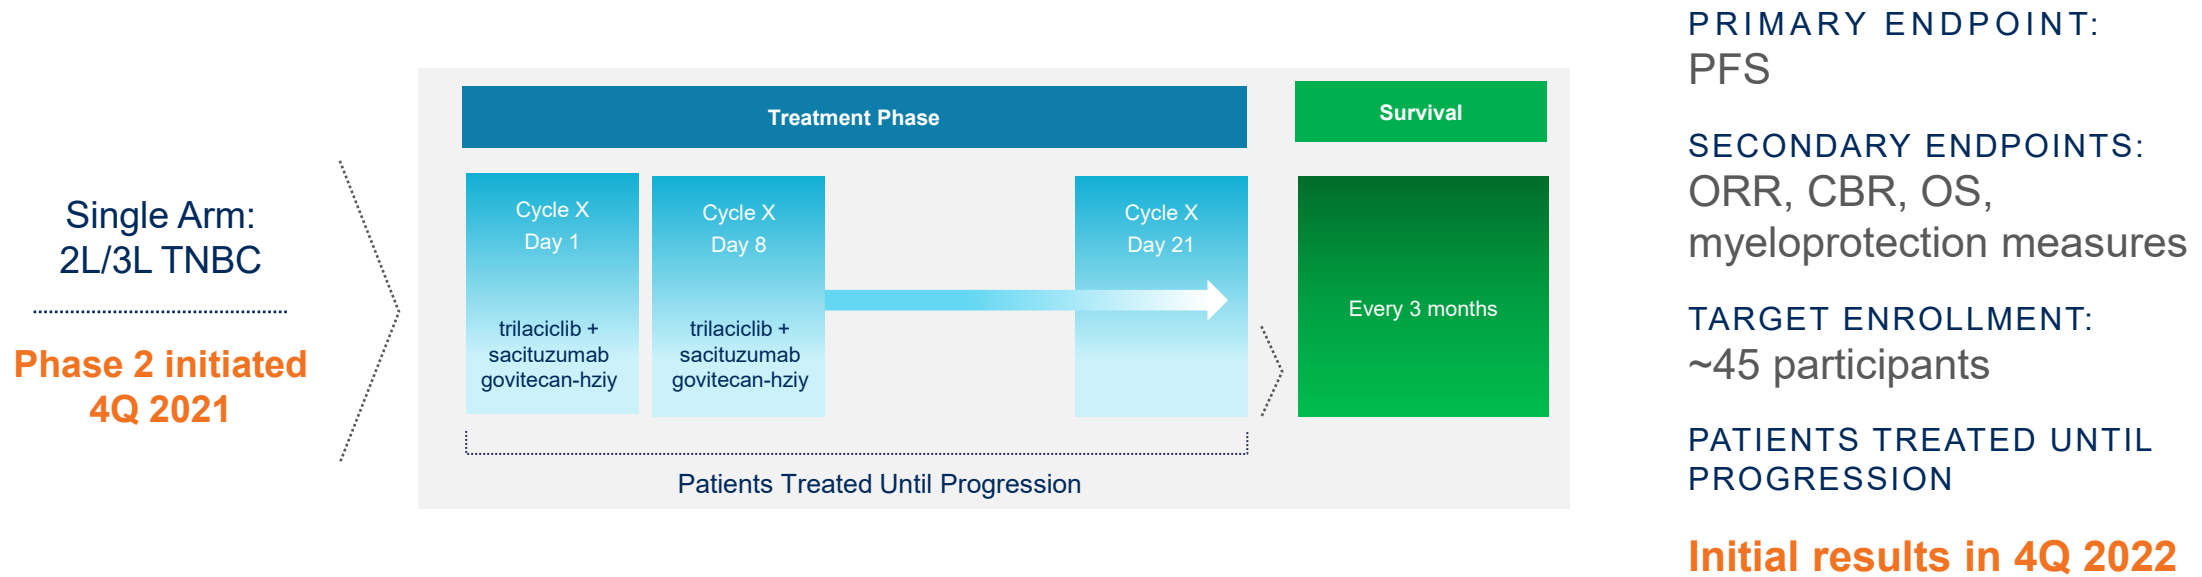 Single Arm:
2L/3L TNBC
Phase 2 initiated
4Q 2021
Treatment Phase
Survival
Cycle X
Day 1
trilaciclib +
sacituzumab
govitecan-hziy
Cycle X
Day 8
trilaciclib +
sacituzumab
govitecan-hziy
Cycle X
Day 21
Every 3 months
Patients Treated Until Progression
PRIMARY ENDPOINT:
PFS
SECONDARY ENDPOINTS:
ORR, CBR, OS,
myeloprotection measures
TARGET ENROLLMENT:
~45 participants
PATIENTS TREATED UNTIL
PROGRESSION
Initial results in 4Q 2022